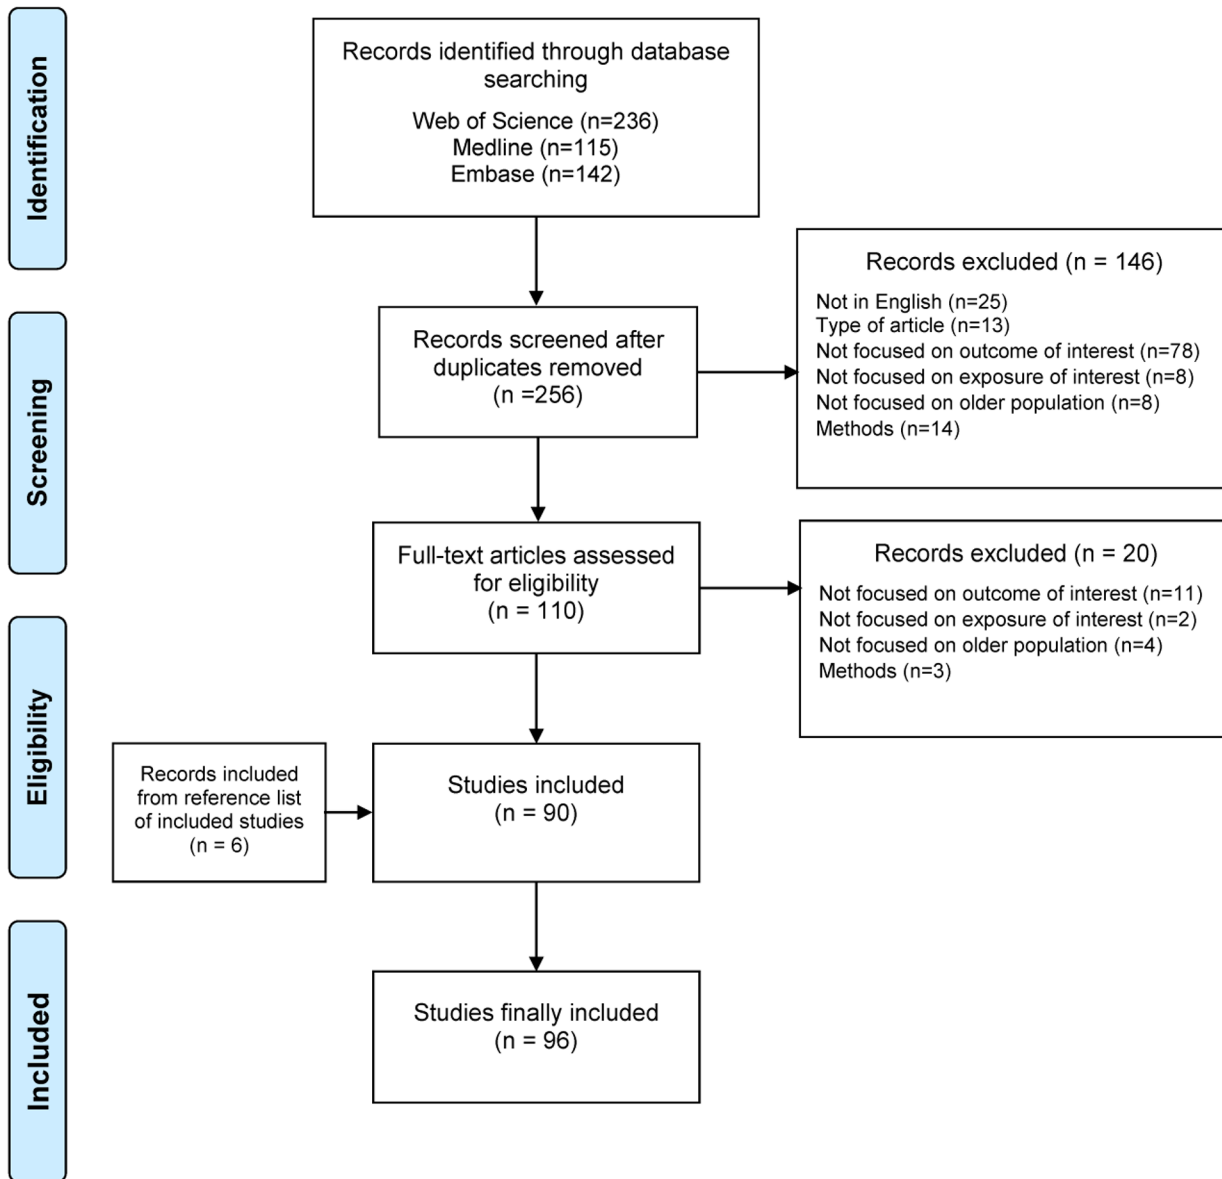 Identification
Records identified through database
searching
Web of Science (n=236)
Medline (n=115)
Embase (n=142)
Records excluded (n = 146)
Not in English (n=25)
Type of article (n=13)
Not focused on outcome of interest (n=78)
Not focused on exposure of interest (n=8)
Not focused on older population (n=8)
Methods (n=14)
Screening
Records screened after
duplicates removed
(n =256)
Full-text articles assessed
for eligibility
(n = 110)
Records excluded (n = 20)
Not focused on outcome of interest (n=11)
Not focused on exposure of interest (n=2)
Not focused on older population (n=4)
Methods (n=3)
Eligibility
Records included
from reference list
of included studies
(n = 6)
Studies included
(n = 90)
Included
Studies finally included
(n = 96)